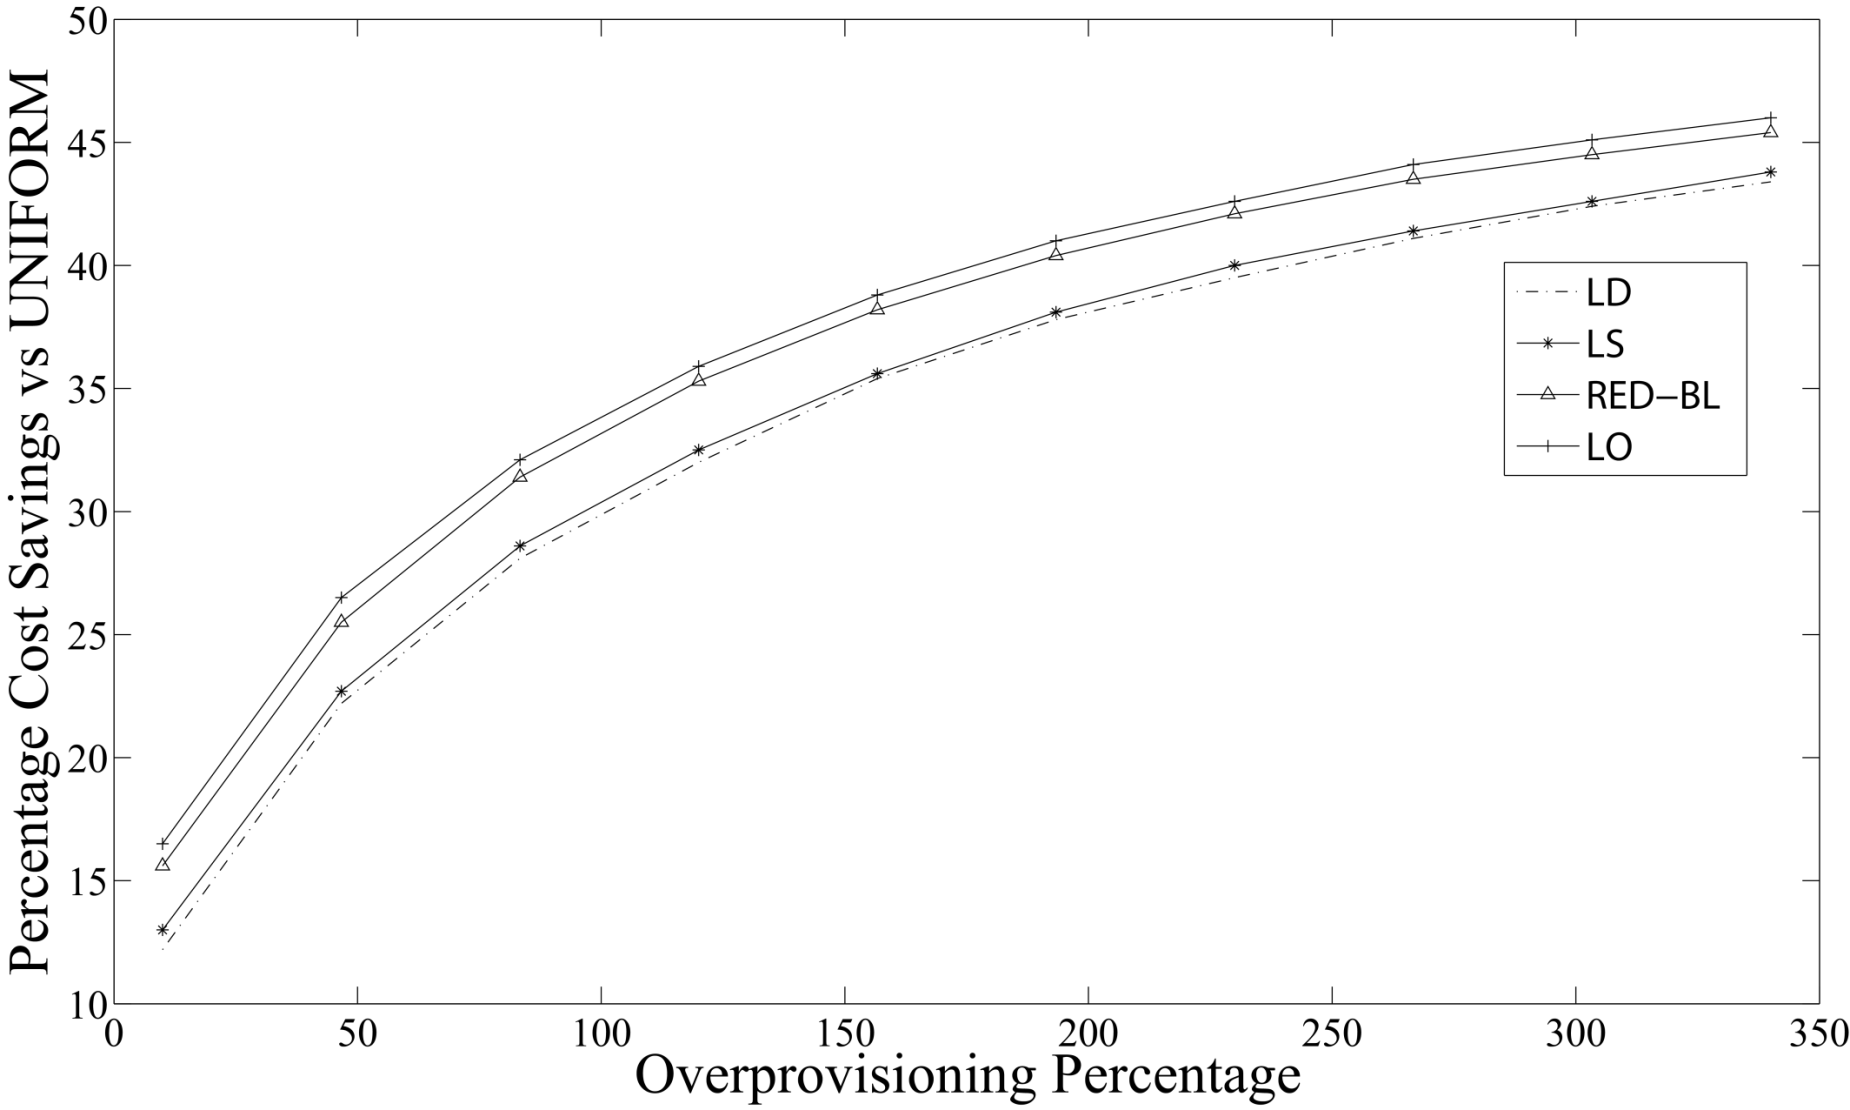 Percentage Cost Savings vs UNIFORM
50
45
40
35
30
25
20
15
10
LD
LS
RED–BL
LO
0 50 100 150 200 250 300 350
Overprovisioning Percentage